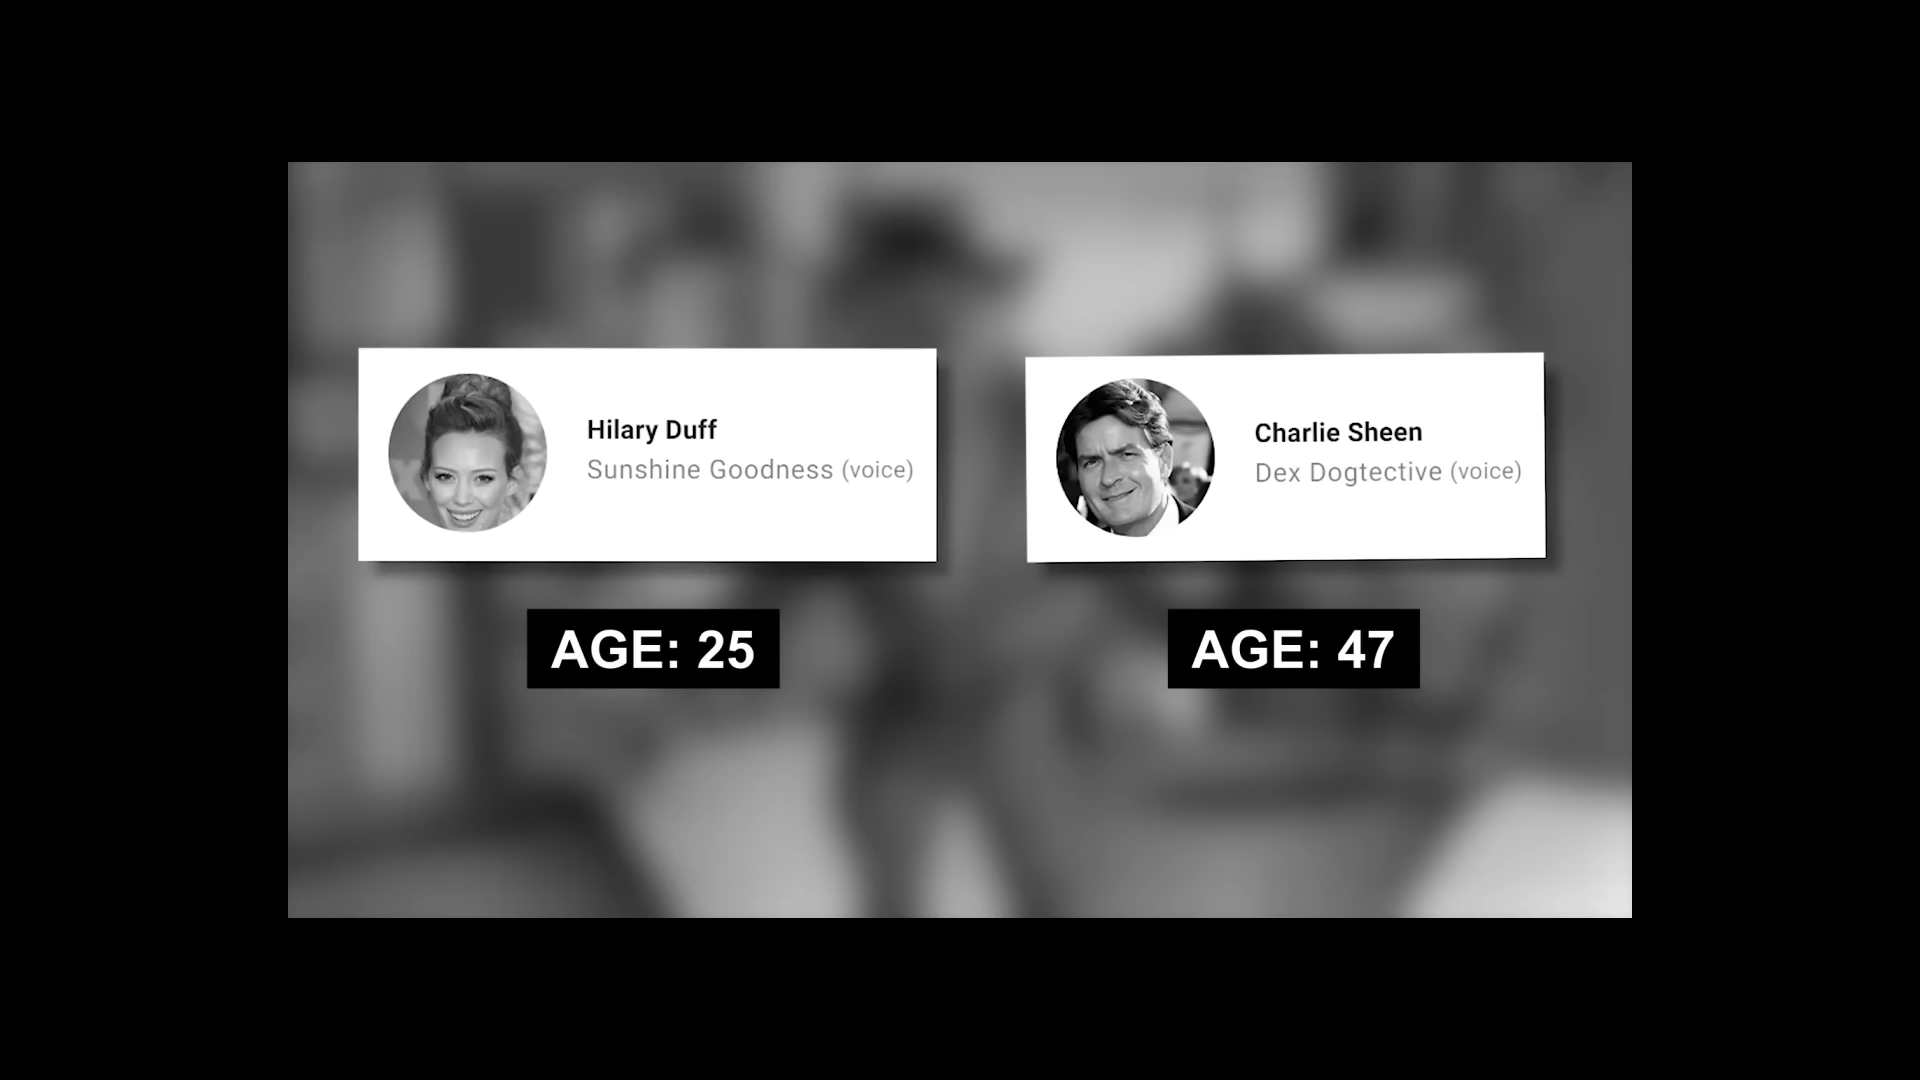 Hilary Duff
Sunshine Goodness (voice)
AGE: 25
Charlie Sheen
Dex Dogtective (voice)
AGE: 47